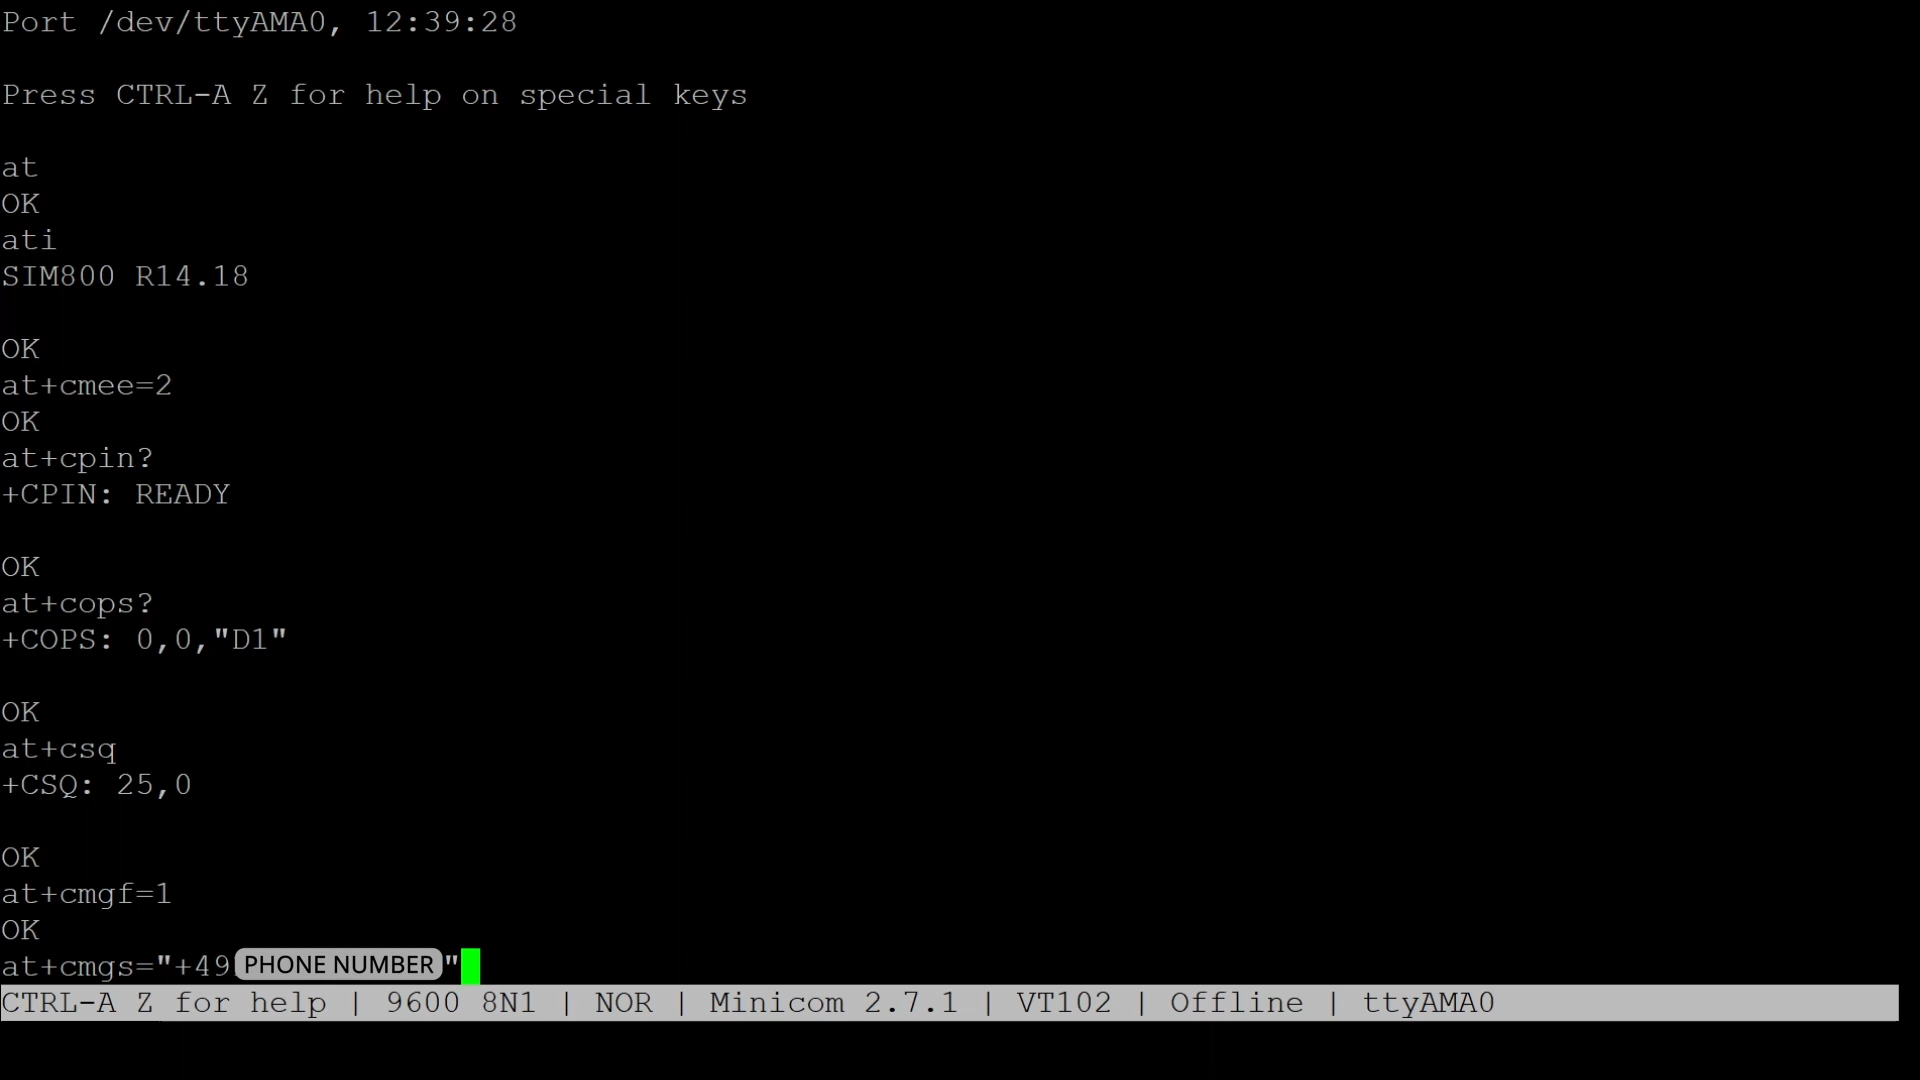 Port /dev/ttyAMA0, 12:39:28
Press CTRL-A Z for help on special keys
at
OK
ati
SIM800 R14.18
OK
at+cmee=2
OK
at+cpin?
+CPIN: READY
OK
at+cops?
+COPS: 0,0,"D1"
OK
at+csq
+CSQ: 25,0
OK
at+cmgf=1
OK
at+cmgs="+49 PHONE NUMBER"
CTRL-A Z for help | 9600 8N1 | NOR | Minicom 2.7.1 | VT102 | Offline | ttyAMA0